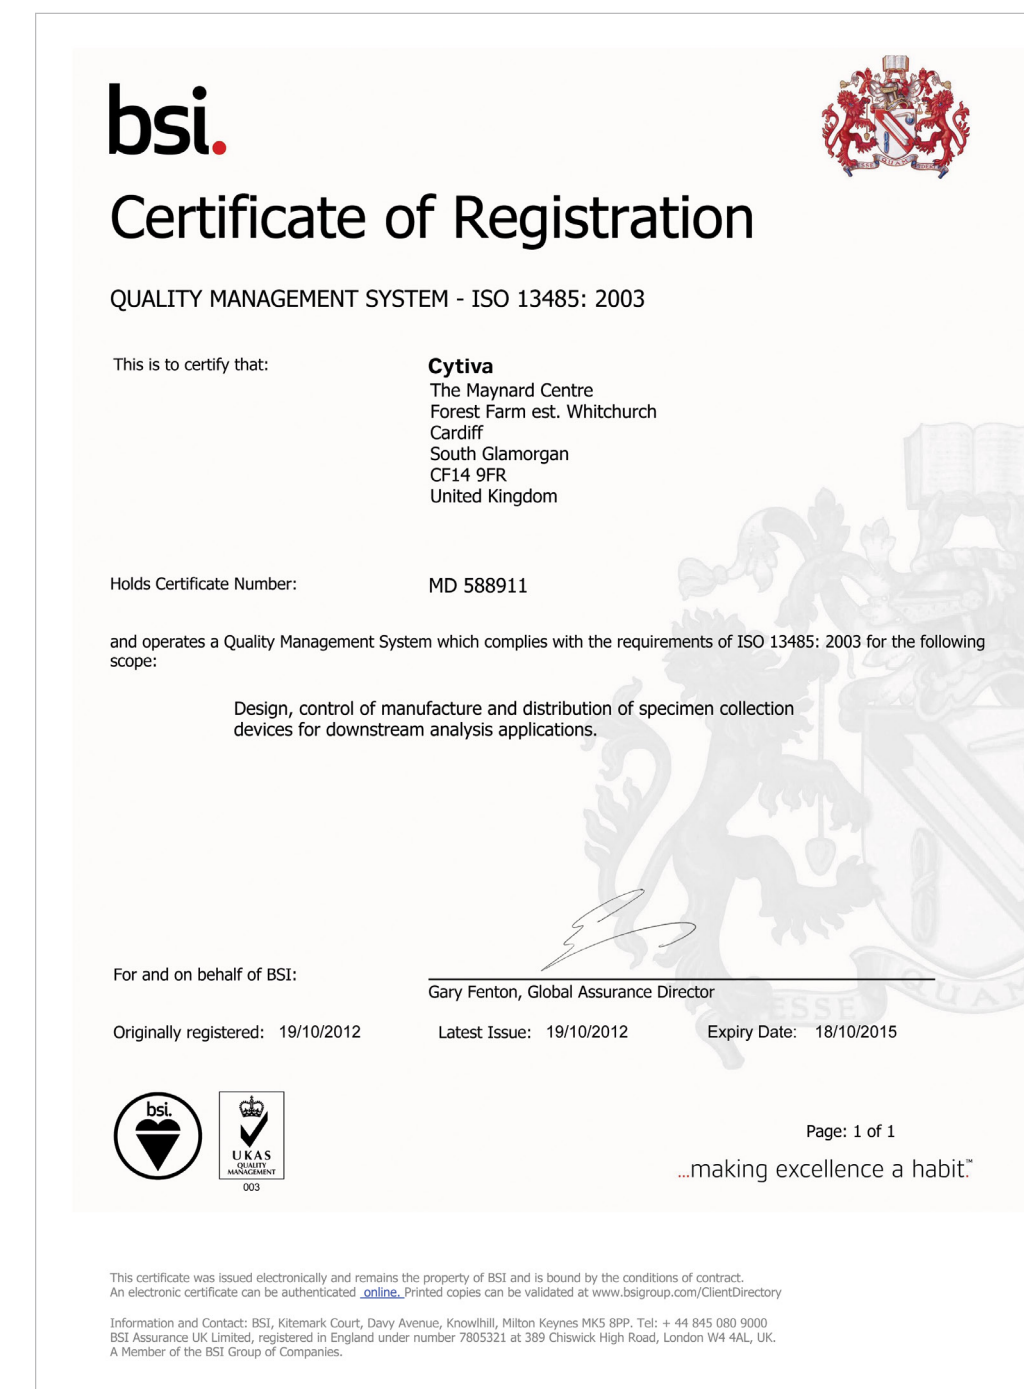 bsi.
Certificate of Registration
QUALITY MANAGEMENT SYSTEM - ISO 13485: 2003
This is to certify that:
Cytiva
The Maynard Centre
Forest Farm est. Whitchurch
Cardiff
South Glamorgan
CF14 9FR
United Kingdom
Holds Certificate Number:
MD 588911
and operates a Quality Management System which complies with the requirements of ISO 13485: 2003 for the following
scope:
Design, control of manufacture and distribution of specimen collection
devices for downstream analysis applications.
For and on behalf of BSI:
Gary Fenton, Global Assurance Director
ESSE
QUAM
Originally registered: 19/10/2012 Latest Issue: 19/10/2012 Expiry Date: 18/10/2015
bsi.
UKAS
QUALITY
MANAGEMENT
003
Page: 1 of 1
...making excellence a habit.™
This certificate was issued electronically and remains the property of BSI and is bound by the conditions of contract.
An electronic certificate can be authenticated online. Printed copies can be validated at www.bsigroup.com/ClientDirectory
Information and Contact: BSI, Kitemark Court, Davy Avenue, Knowlhill, Milton Keynes MK5 8PP. Tel: + 44 845 080 9000
BSI Assurance UK Limited, registered in England under number 7805321 at 389 Chiswick High Road, London W4 4AL, UK.
A Member of the BSI Group of Companies.